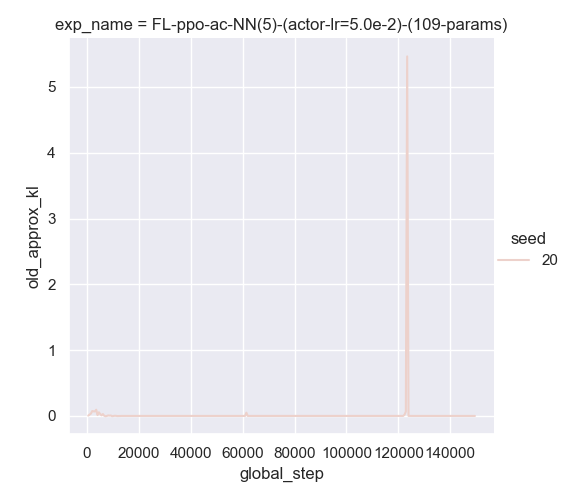 exp_name = FL-ppo-ac-NN(5)-(actor-lr=5.0e-2)-(109-params)
5
4
3
2
1
0
old_approx_kl
0 20000 40000 60000 80000 100000 120000 140000
global_step
seed
20